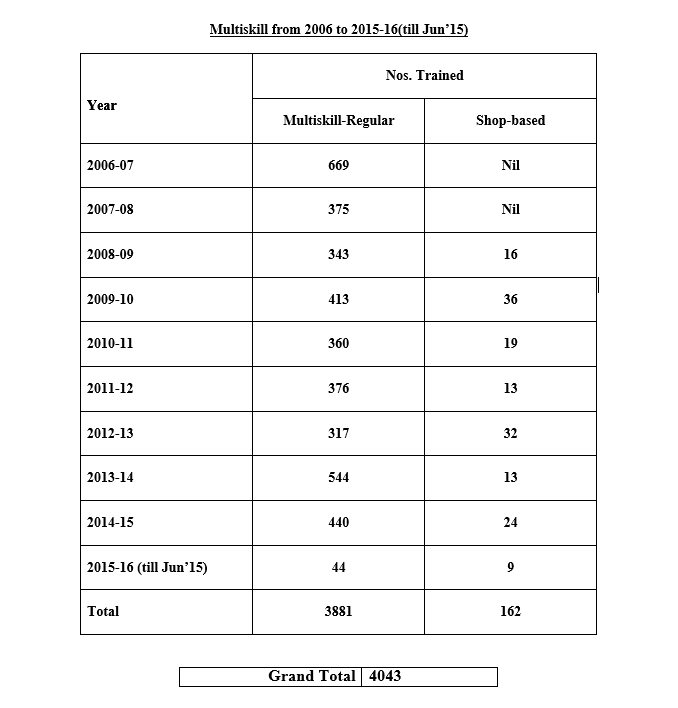 Multiskill from 2006 to 2015-16(till Jun’15)
Nos. Trained
Year
Multiskill-Regular Shop-based
2006-07 669 Nil
2007-08 375 Nil
2008-09 343 16
2009-10 413 36
2010-11 360 19
2011-12 376 13
2012-13 317 32
2013-14 544 13
2014-15 440 24
2015-16 (till Jun’15) 44 9
Total 3881 162
Grand Total 4043